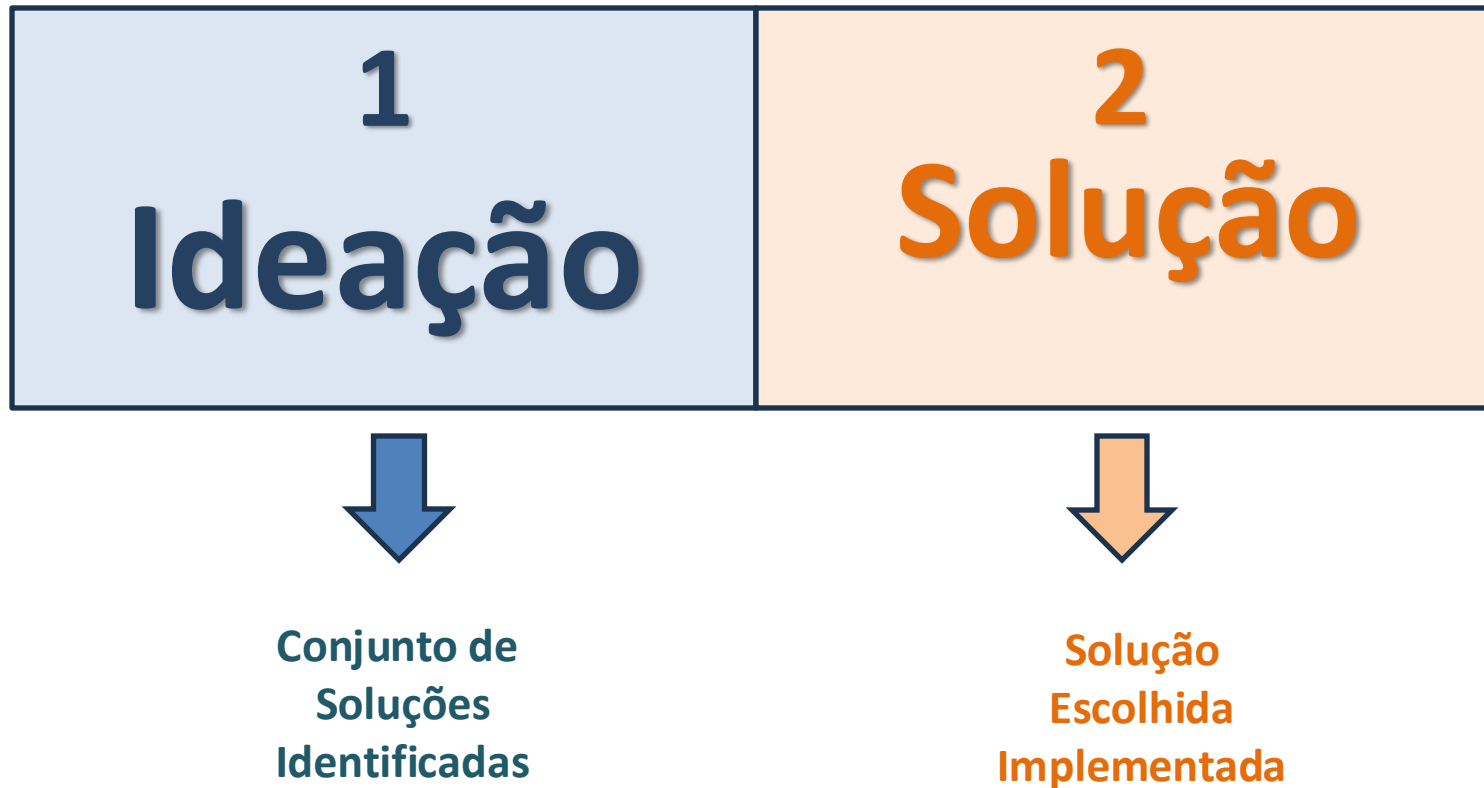 1
Ideação
2
Solução
Conjunto de
Soluções
Identificadas
Solução
Escolhida
Implementada